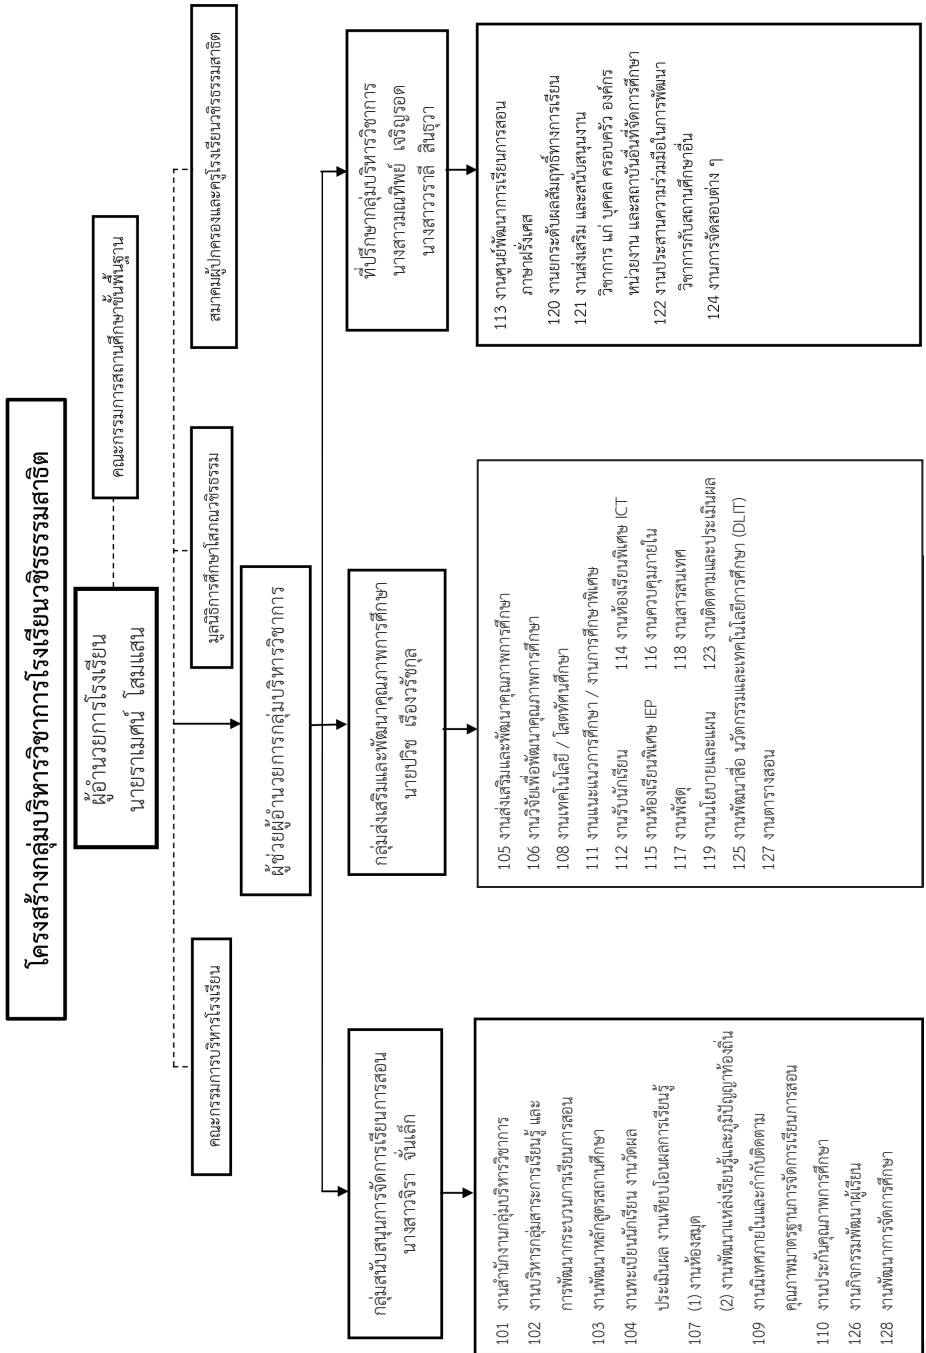 โครงสร้างกลุ่มบริหารวิชาการโรงเรียนวชิรธรรมสาธิต
ผู้อำนวยการโรงเรียน
นายราเมศน์ โสมแสน
คณะกรรมการสถานศึกษาขั้นพื้นฐาน
คณะกรรมการบริหารโรงเรียน
มูลนิธิการศึกษาโสภณวชิรธรรม
สมาคมผู้ปกครองและครูโรงเรียนวชรธรรมสาธิต
ผู้ช่วยผู้อำนวยการกลุ่มบริหารวิชาการ
กลุ่มสนับสนุนการจัดการเรียนการสอน
นางสาวจิรา จั่นเล็ก
กลุ่มส่งเสริมและพัฒนาคุณภาพการศึกษา
นายปวิช เรืองวรัชกุล
ที่ปรึกษากลุ่มบริหารวิชาการ
นางสาวมณทิพย์ เจริญรอด
นางสาววราลี สินธุวา
101 งานสำนักงานกลุ่มบริหารวิชาการ
102 งานบริหารกลุ่มสาระการเรียนรู้ และ
การพัฒนากระบวนการเรียนการสอน
103 งานพัฒนาหลักสูตรสถานศึกษา
104 งานทะเบียนนักเรียน งานวัดผล
ประเมินผล งานเทียบโอนผลการเรียนรู้
107 (1) งานห้องสมุด
(2) งานพัฒนาแหล่งเรียนรู้และภูมิปัญญาท้องถิ่น
109 งานนิเทศภายในและกำกับติดตาม
คุณภาพมาตรฐานการจัดการเรียนการสอน
110 งานประกันคุณภาพการศึกษา
126 งานกิจกรรมพัฒนาผู้เรียน
128 งานพัฒนาการจัดการศึกษา
105 งานส่งเสริมและพัฒนาคุณภาพการศึกษา
106 งานวิจัยเพื่อพัฒนาคุณภาพการศึกษา
108 งานเทคโนโลยี / โสตทัศนศึกษา
111 งานแนะแนวการศึกษา / งานการศึกษาพิเศษ
112 งานรับนักเรียน 114 งานห้องเรียนพิเศษ ICT
115 งานห้องเรียนพิเศษ IEP 116 งานควบคุมภายใน
117 งานพัสดุ 118 งานสารสนเทศ
119 งานนโยบายและแผน 123 งานติดตามและประเมินผล
125 งานพัฒนาสื่อ นวัตกรรมและเทคโนโลยีการศึกษา (DLIT)
127 งานตารางสอน
113 งานศูนย์พัฒนาการเรียนการสอน
ภาษาฝรั่งเศส
120 งานยกระดับผลสัมฤทธิ์ทางการเรียน
121 งานส่งเสริม และสนับสนุนงาน
วิชาการ แก่ บุคคล ครอบครัว องค์กร
หน่วยงาน และสถาบันอื่นที่จัดการศึกษา
122 งานประสานความร่วมมือในการพัฒนา
วิชาการกับสถานศึกษาอื่น
124 งานการจัดสอบต่าง ๆ